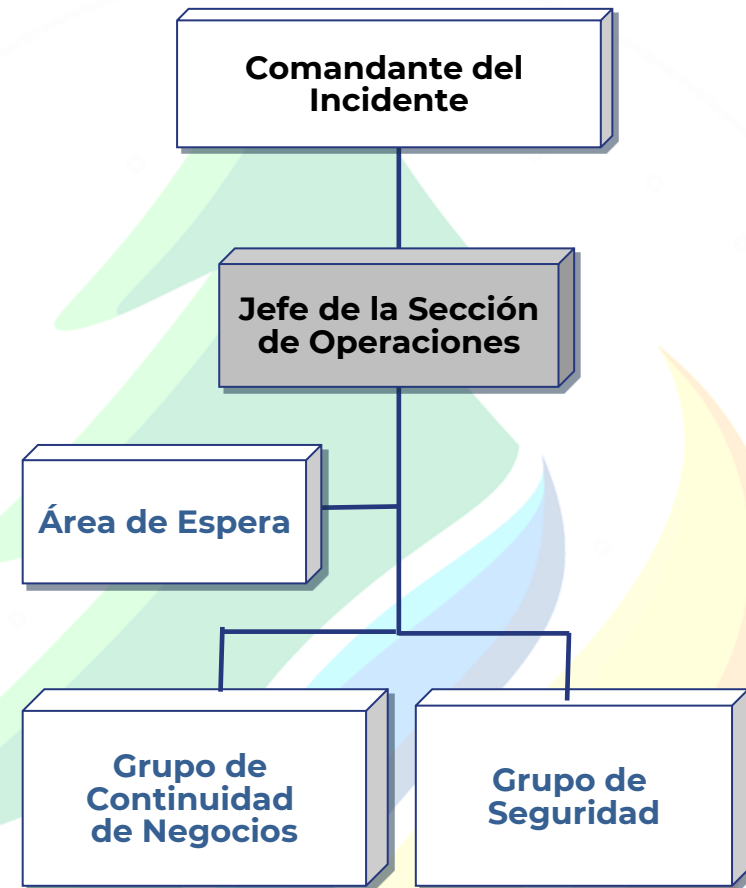 Comandante del
Incidente
Jefe de la Sección
de Operaciones
Área de Espera
Grupo de
Continuidad
de Negocios
Grupo de
Seguridad